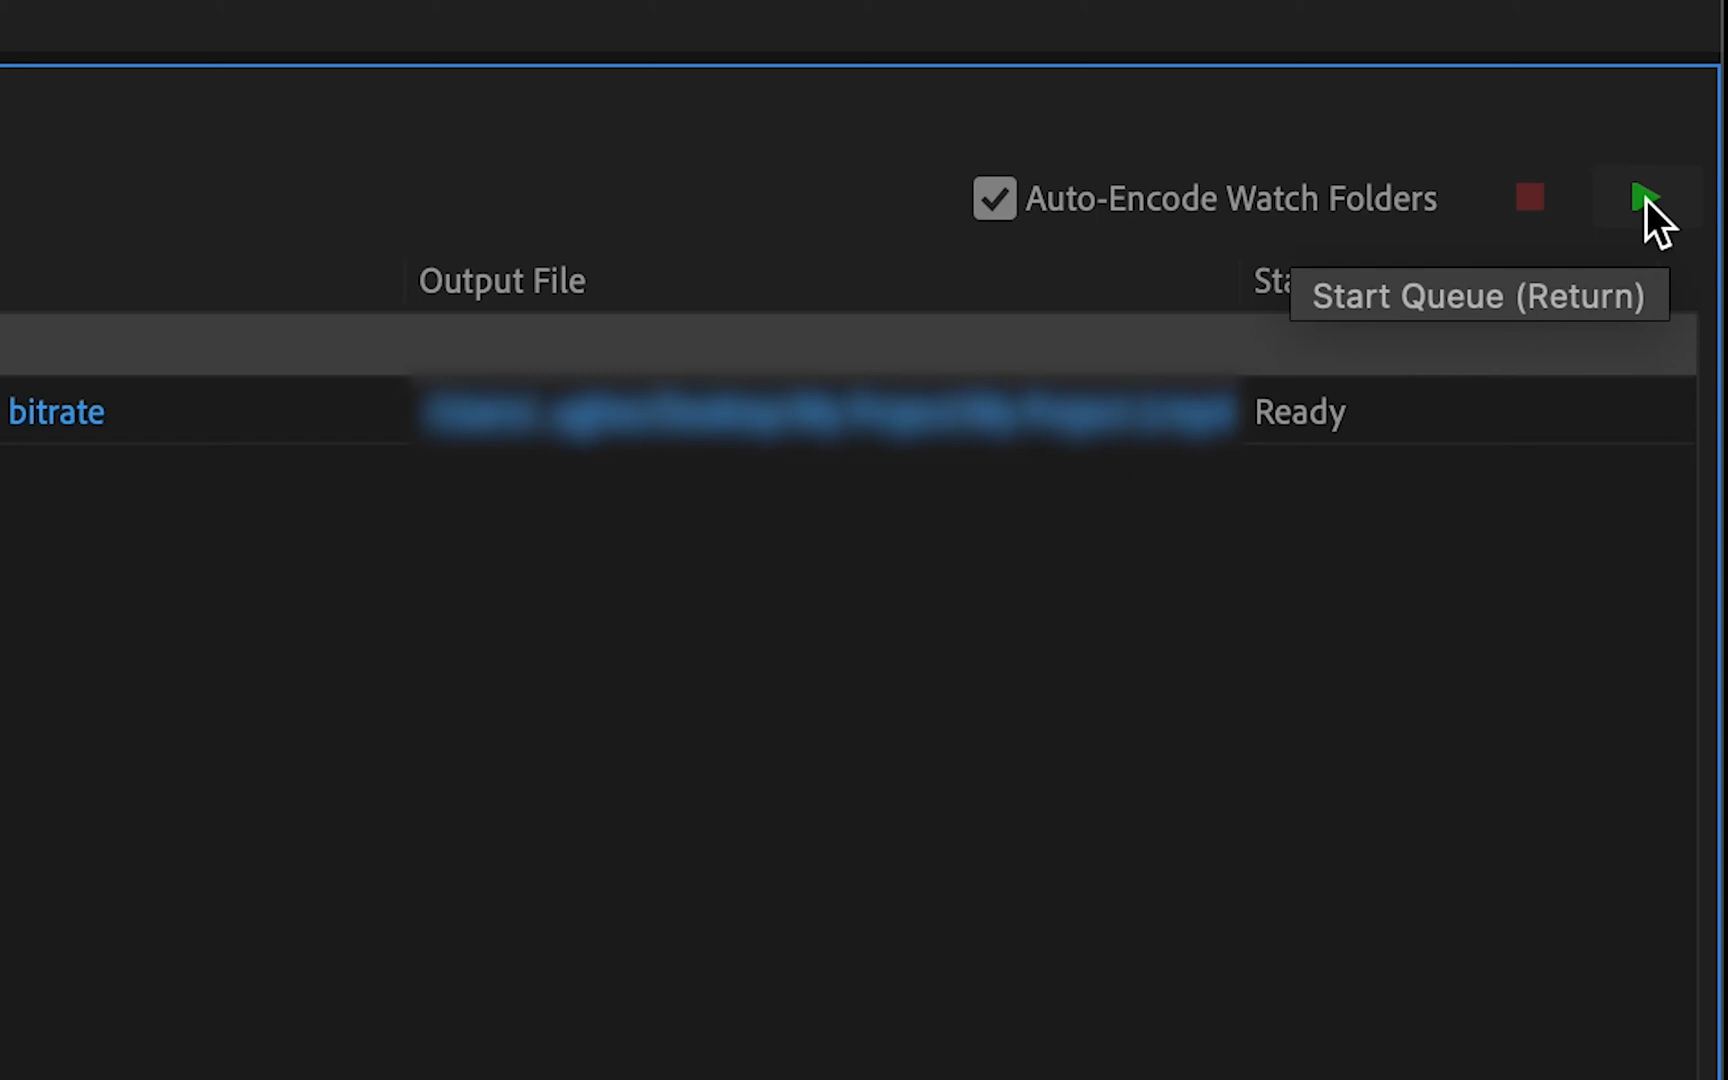 Auto-Encode Watch Folders
Output File
Sta
Start Queue (Return)
bitrate
Ready